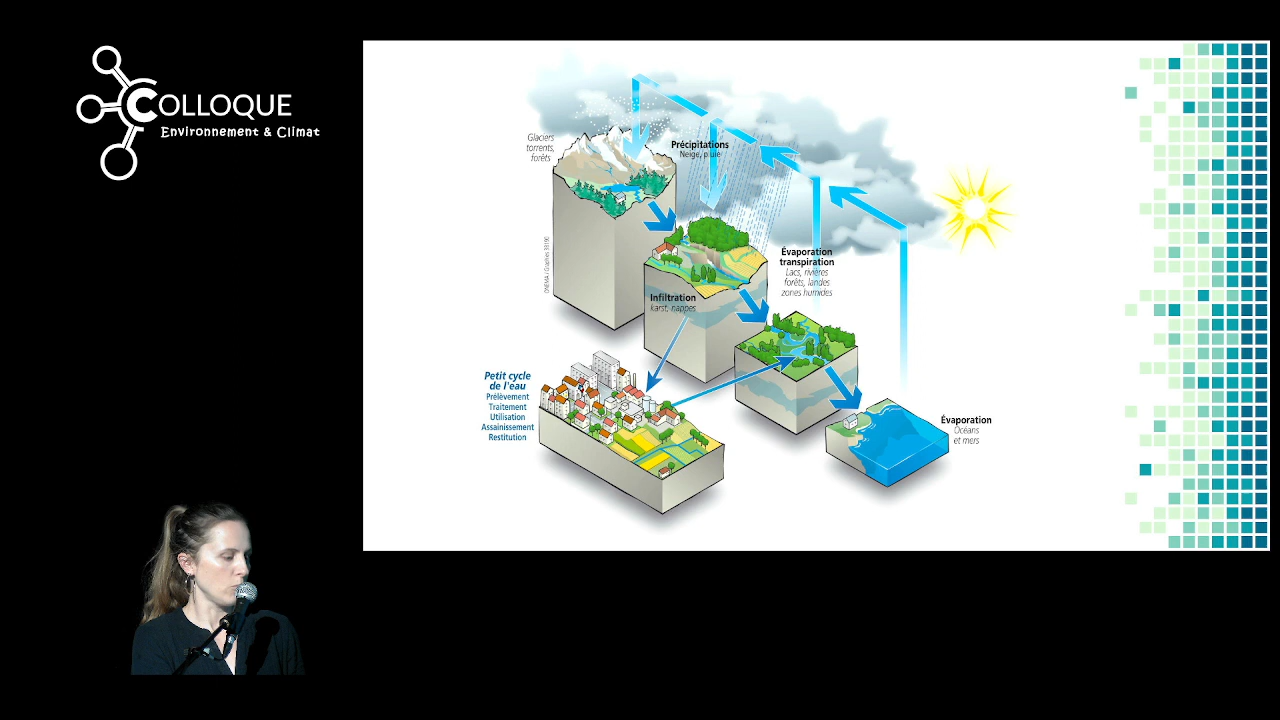 COLLOQUE
Environnement & Climat
Glaciers
torrents,
forêts
Précipitations
Neige, pluie
Évaporation
transpiration
Lacs, rivières
forêts, landes
zones humides
Infiltration
karst, nappes
Petit cycle
de l'eau
Prélèvement
Traitement
Utilisation
Assainissement
Restitution
Évaporation
Océans
et mers